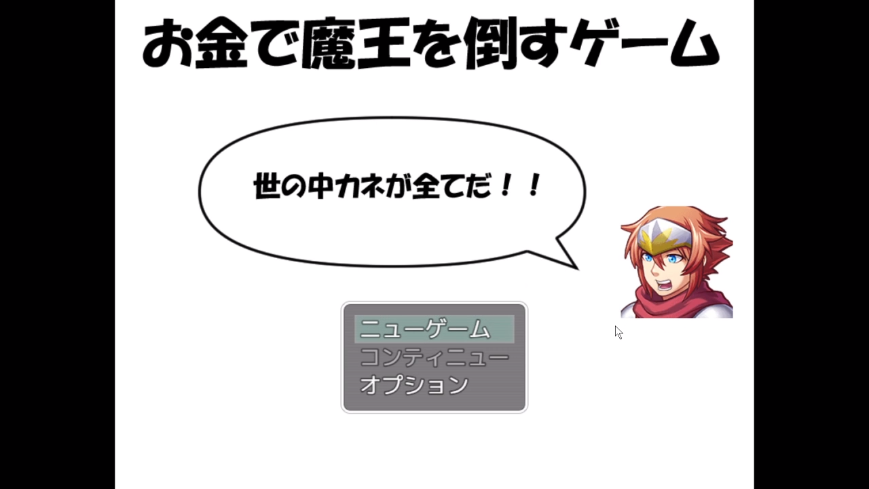 お金で魔王を倒すゲーム
世の中カネが全てだ！！
ニューゲーム
コンティニュー
オプション